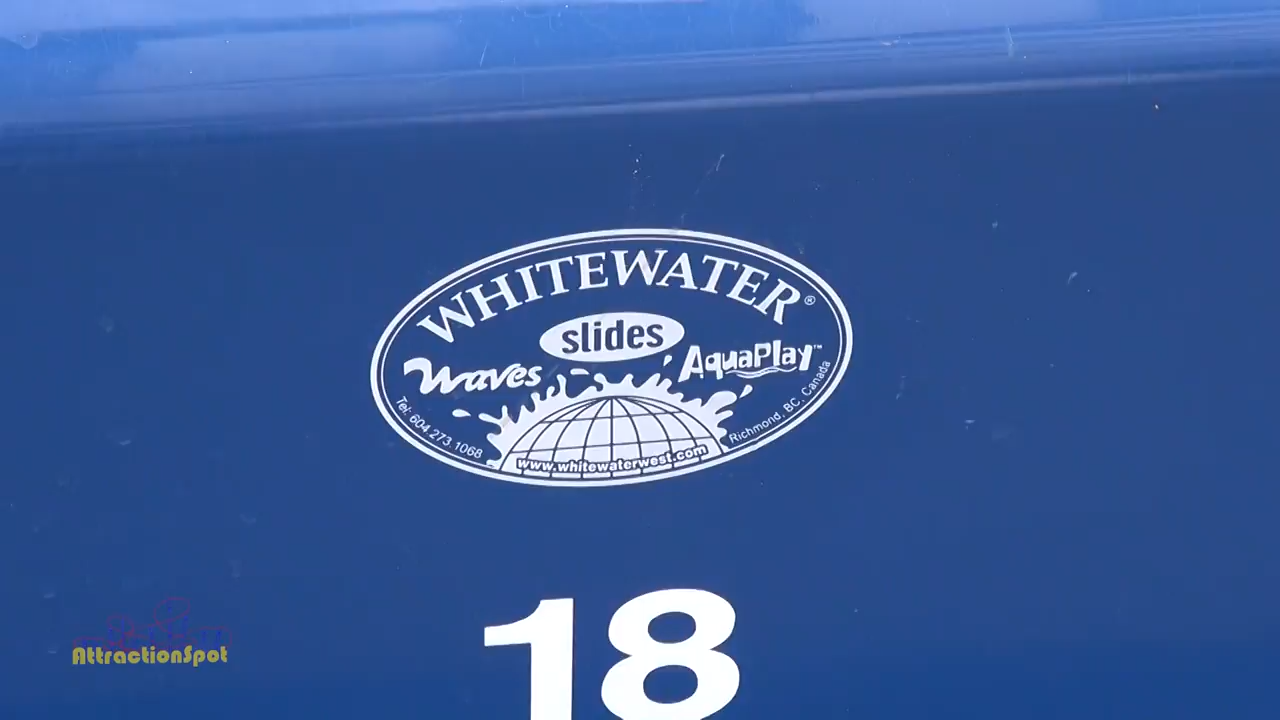 WHITEWATER®
slides
Waves
AquaPlay™
Tel: 604.273.1068
Richmond, BC, Canada
www.whitewaterwest.com
18
AttractionSpot